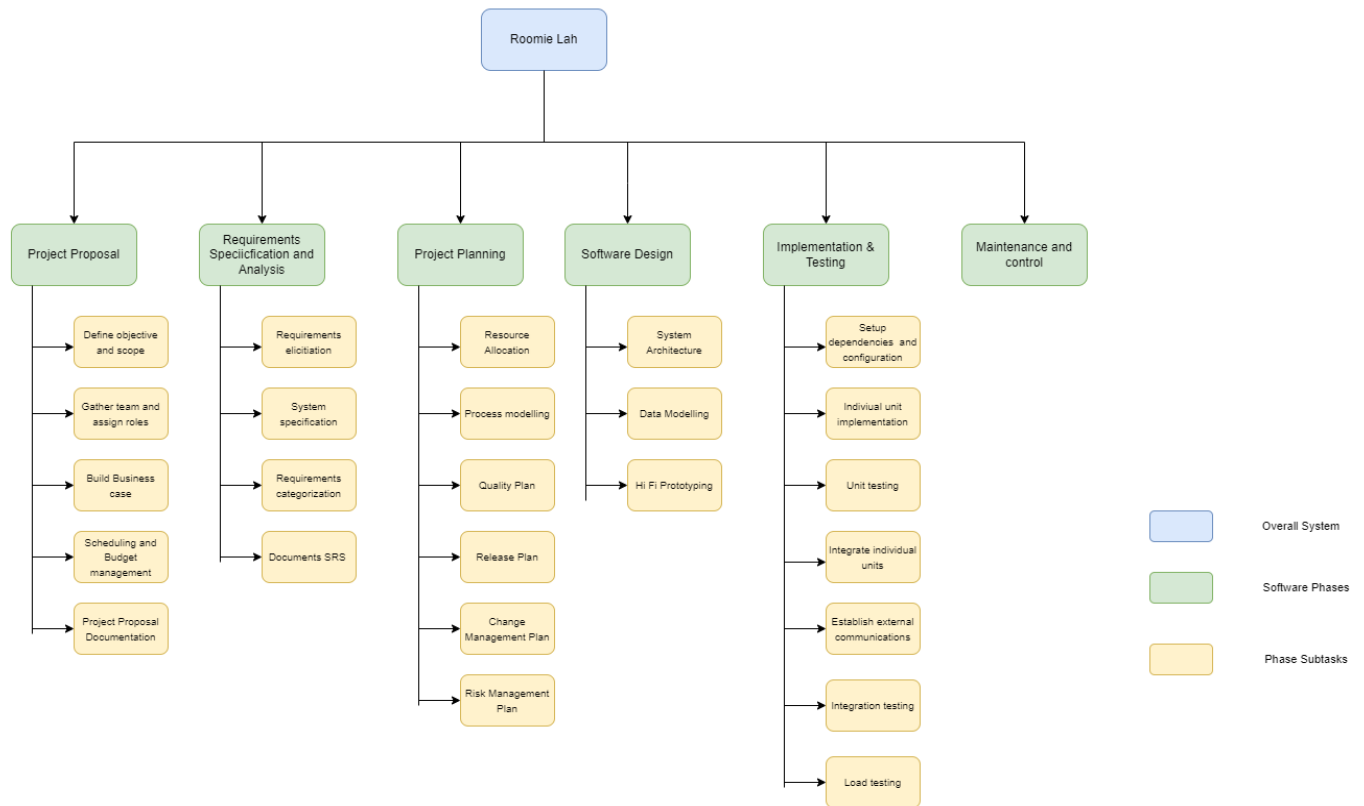 Roomie Lah
Project Proposal
Requirements
Speciicfication and
Analysis
Project Planning
Software Design
Implementation &
Testing
Maintenance and
control
Define objective
and scope
Gather team and
assign roles
Build Business
case
Scheduling and
Budget
management
Project Proposal
Documentation
Requirements
elicitiation
System
specification
Requirements
categorization
Documents SRS
Resource
Allocation
Process modelling
Quality Plan
Release Plan
Change
Management Plan
Risk Management
Plan
System
Architecture
Data Modelling
Hi Fi Prototyping
Setup
dependencies and
configuration
Indiviual unit
implementation
Unit testing
Integrate individual
units
Establish external
communications
Integration testing
Load testing
Overall System
Software Phases
Phase Subtasks